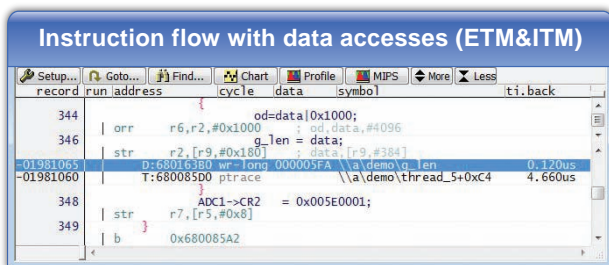 Instruction flow with data accesses (ETM&ITM)
Setup... Goto... Find... Chart Profile MIPS More Less
record run address cycle data symbol ti.back
{
344 od=data|0x1000;
orr r6,r2,#0x1000 ; od,data,#4096
346 g_len = data;
str r2,[r9,#0x180] ; data,[r9,#384]
-01981065 D:680163B0 wr-long 000005FA \\a\demo\g_len 0.120us
-01981060 T:680085D0 ptrace \\a\demo\thread_5+0xC4 4.660us
}
348 ADC1->CR2 = 0x005E0001;
str r7,[r5,#0x8]
349 }
b 0x680085A2